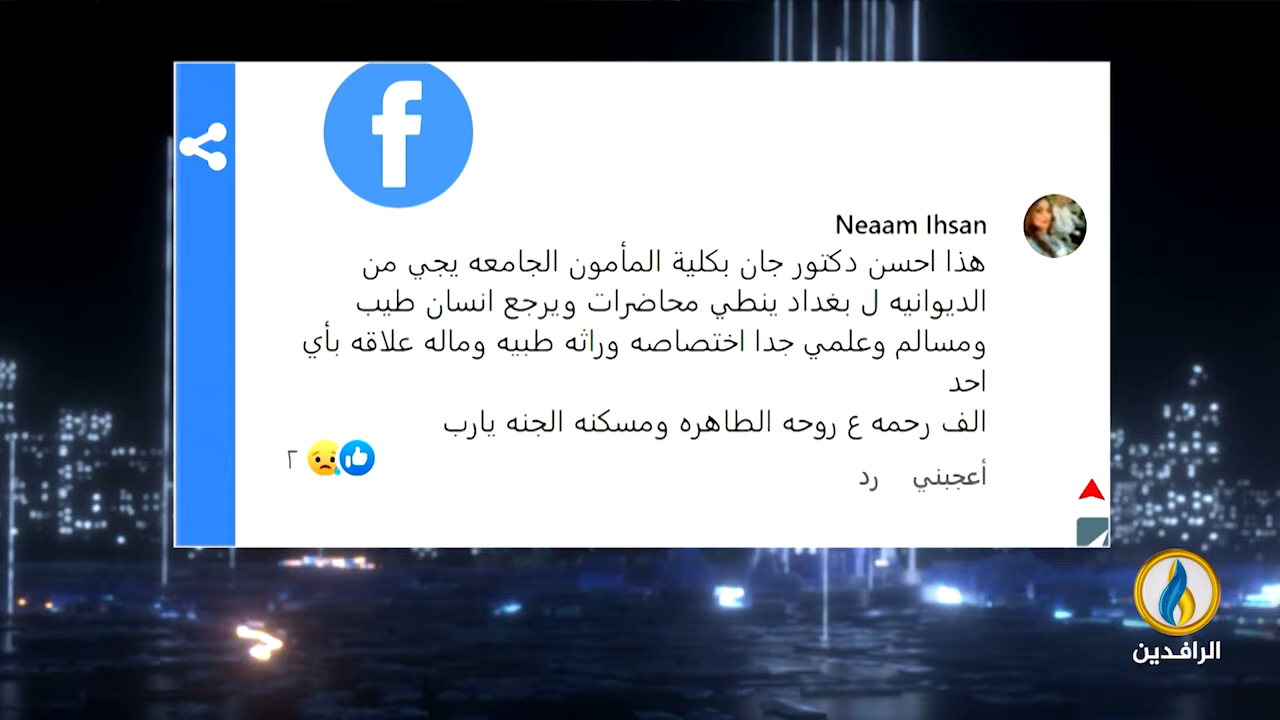 Neaam Ihsan
هذا احسن دكتور جان بكلية المأمون الجامعه يجي من
الديوانيه ل بغداد ينطي محاضرات ويرجع انسان طيب
ومسالم وعلمي جدا اختصاصه وراثه طبيه وماله علاقه بأي
احد
الف رحمه ع روحه الطاهره ومسكنه الجنه يارب
٢
أعجبني رد
الرافدين